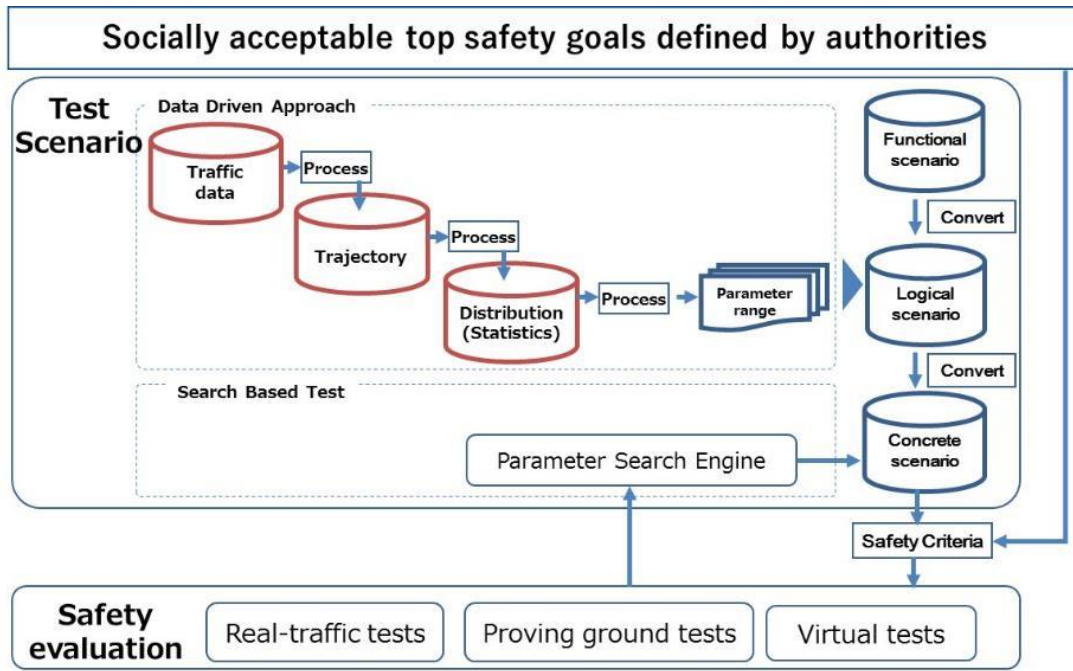 Socially acceptable top safety goals defined by authorities
Test
Scenario
Data Driven Approach
Traffic
data
Process
Trajectory
Process
Distribution
(Statistics)
Process
Parameter
range
Functional
scenario
Convert
Logical
scenario
Convert
Concrete
scenario
Search Based Test
Parameter Search Engine
Safety Criteria
Safety
evaluation
Real-traffic tests
Proving ground tests
Virtual tests